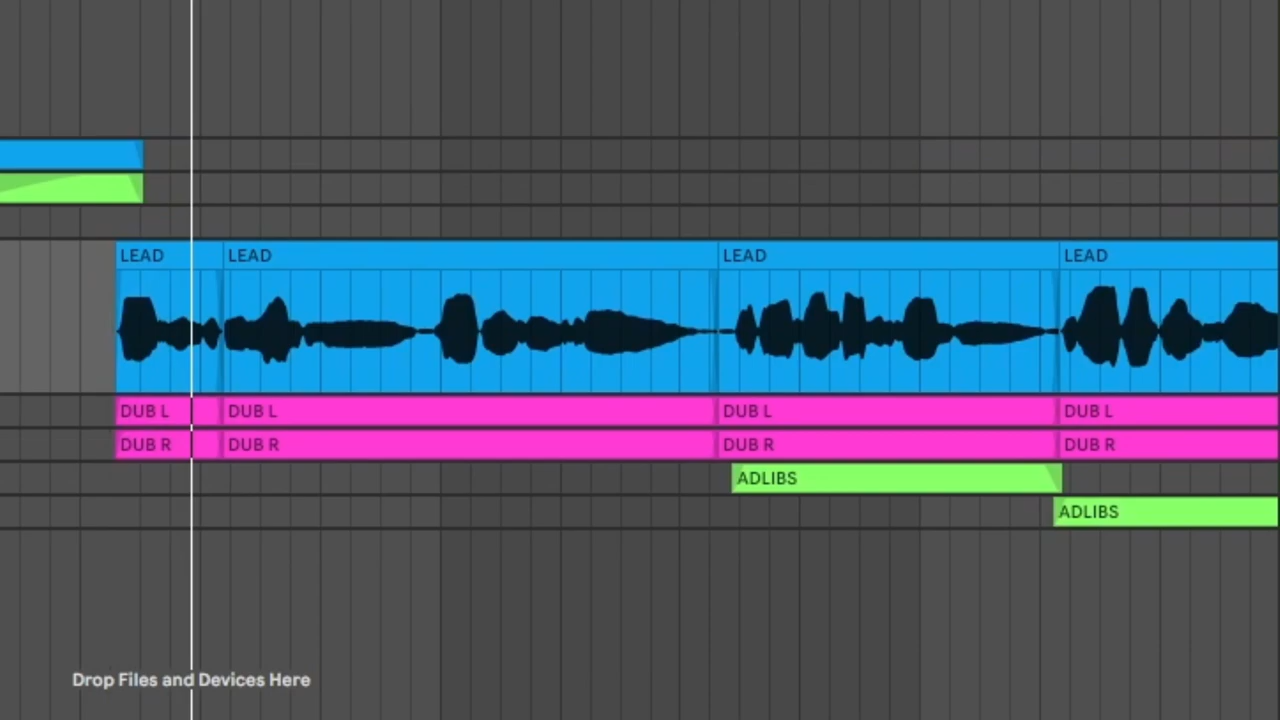 LEAD LEAD LEAD LEAD
DUB L DUB L DUB L DUB L
DUB R DUB R DUB R DUB R
ADLIBS
ADLIBS
Drop Files and Devices Here